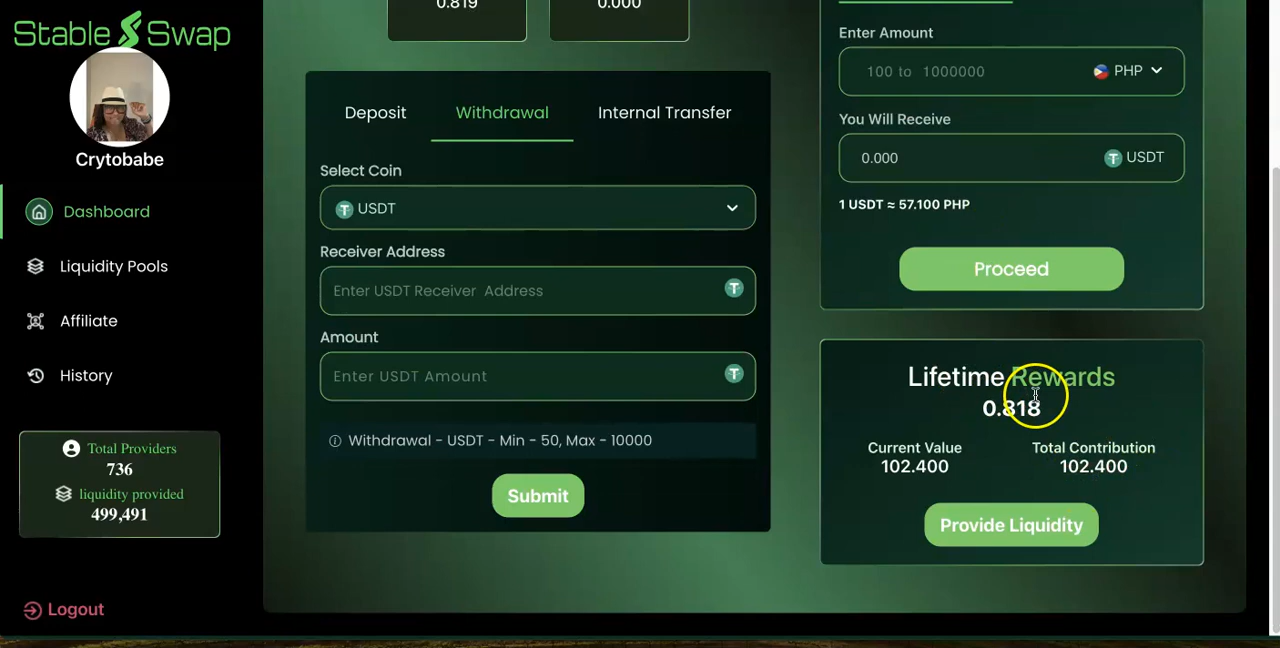 Stable Swap
Crytobabe
Dashboard
Liquidity Pools
Affiliate
History
Total Providers
736
liquidity provided
499,491
Logout
0.819
0.000
Deposit
Withdrawal
Internal Transfer
Select Coin
USDT
Receiver Address
Enter USDT Receiver Address
Amount
Enter USDT Amount
Withdrawal - USDT - Min - 50, Max - 10000
Submit
Enter Amount
100 to 1000000
PHP
You Will Receive
0.000
USDT
1 USDT ≈ 57.100 PHP
Proceed
Lifetime Rewards
0.818
Current Value
Total Contribution
102.400
102.400
Provide Liquidity